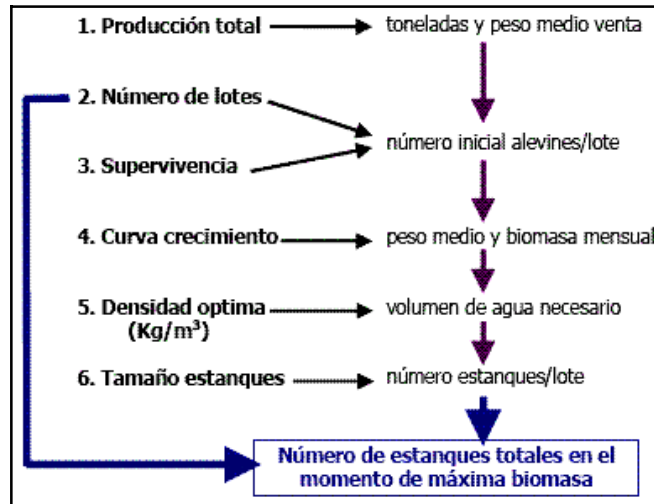 1. Producción total
toneladas y peso medio venta
2. Número de lotes
número inicial alevines/lote
3. Supervivencia
4. Curva crecimiento
peso medio y biomasa mensual
5. Densidad optima
(Kg/m³)
volumen de agua necesario
6. Tamaño estanques
número estanques/lote
Número de estanques totales en el
momento de máxima biomasa